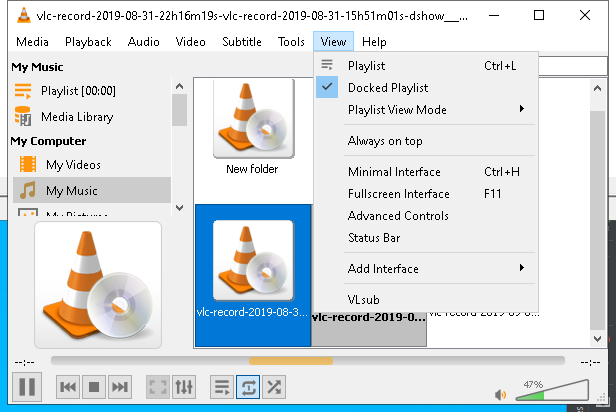 vlc-record-2019-08-31-22h16m19s-vlc-record-2019-08-31-15h51m01s-dshow__...
Media Playback Audio Video Subtitle Tools View Help
My Music
Playlist [00:00]
Media Library
My Computer
My Videos
My Music
My Pictures
New folder
vlc-record-2019-08-3...
vlc-record-2019-0...
vlc-record-2019-09-0...
Playlist Ctrl+L
Docked Playlist
Playlist View Mode
Always on top
Minimal Interface Ctrl+H
Fullscreen Interface F11
Advanced Controls
Status Bar
Add Interface
VLsub
--:-- --:--
47%